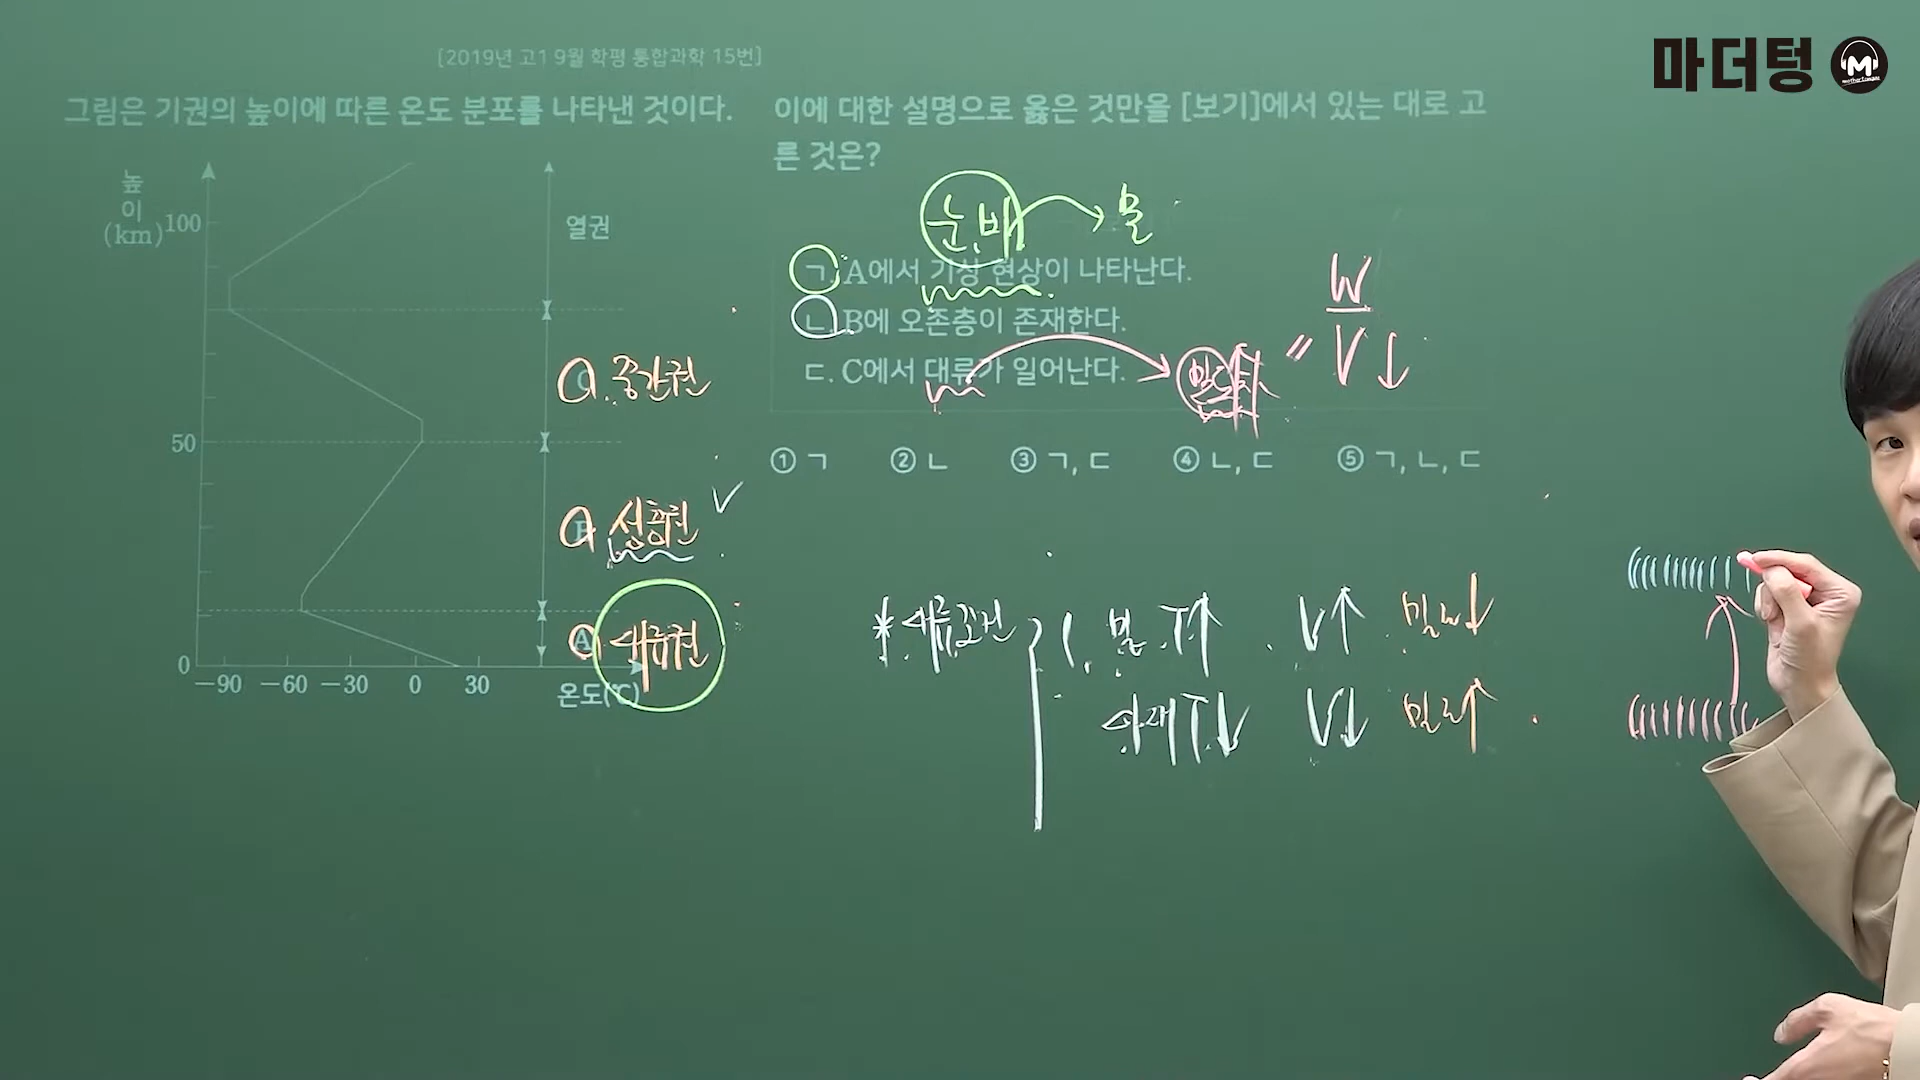 마더텅
[2019년 고1 9월 학평 통합과학 15번]
그림은 기권의 높이에 따른 온도 분포를 나타낸 것이다.
높이(km)
100
50
0
-90 -60 -30 0 30
온도(℃)
열권
중간권
성층권
A 대류권
이에 대한 설명으로 옳은 것만을 [보기]에서 있는 대로 고
른 것은?
눈, 비 → 물
ㄱ. A에서 기상 현상이 나타난다.
ㄴ. B에 오존층이 존재한다.
ㄷ. C에서 대류가 일어난다.
W
V ↓
① ㄱ ② ㄴ ③ ㄱ, ㄷ ④ ㄴ, ㄷ ⑤ ㄱ, ㄴ, ㄷ
T↑ V↑ ↓
아래 T↓ V↓ ↑